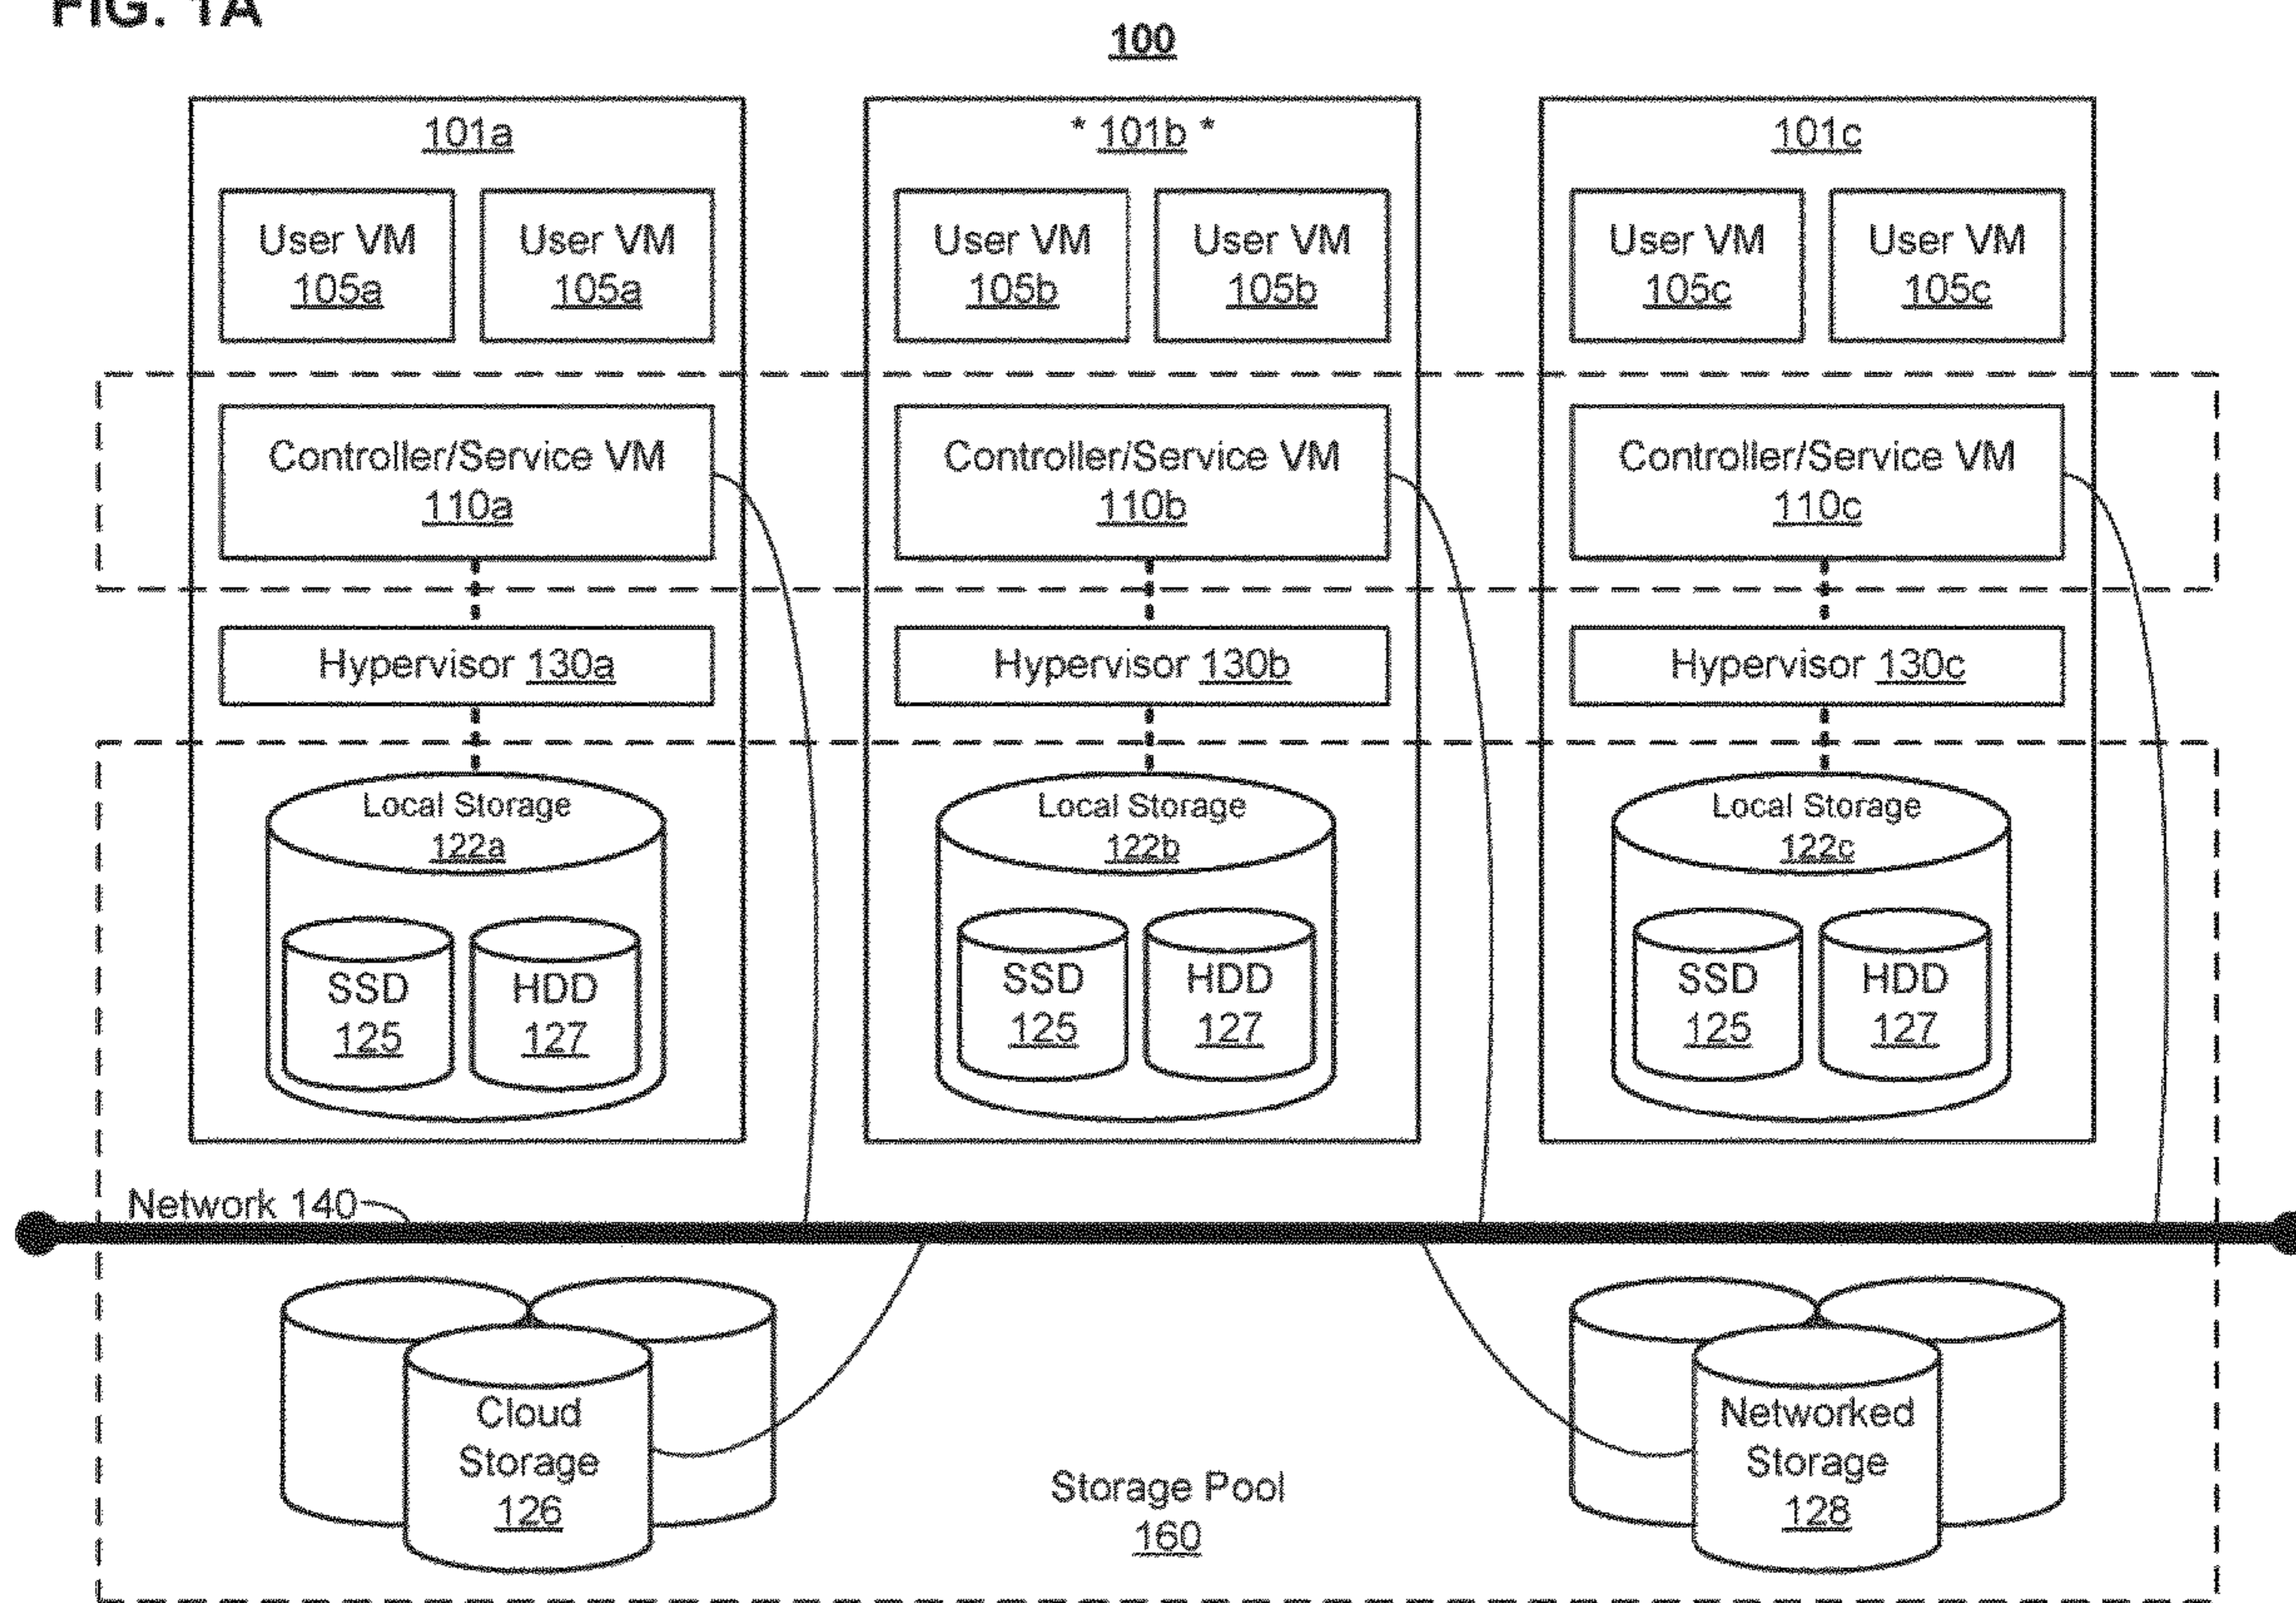 FIG. 1A
100
101a
* 101b *
101c
User VM
105a
User VM
105a
User VM
105b
User VM
105b
User VM
105c
User VM
105c
Controller/Service VM
110a
Controller/Service VM
110b
Controller/Service VM
110c
Hypervisor 130a
Hypervisor 130b
Hypervisor 130c
Local Storage
122a
Local Storage
122b
Local Storage
122c
SSD
125
HDD
127
SSD
125
HDD
127
SSD
125
HDD
127
Network 140
Cloud
Storage
126
Storage Pool
160
Networked
Storage
128